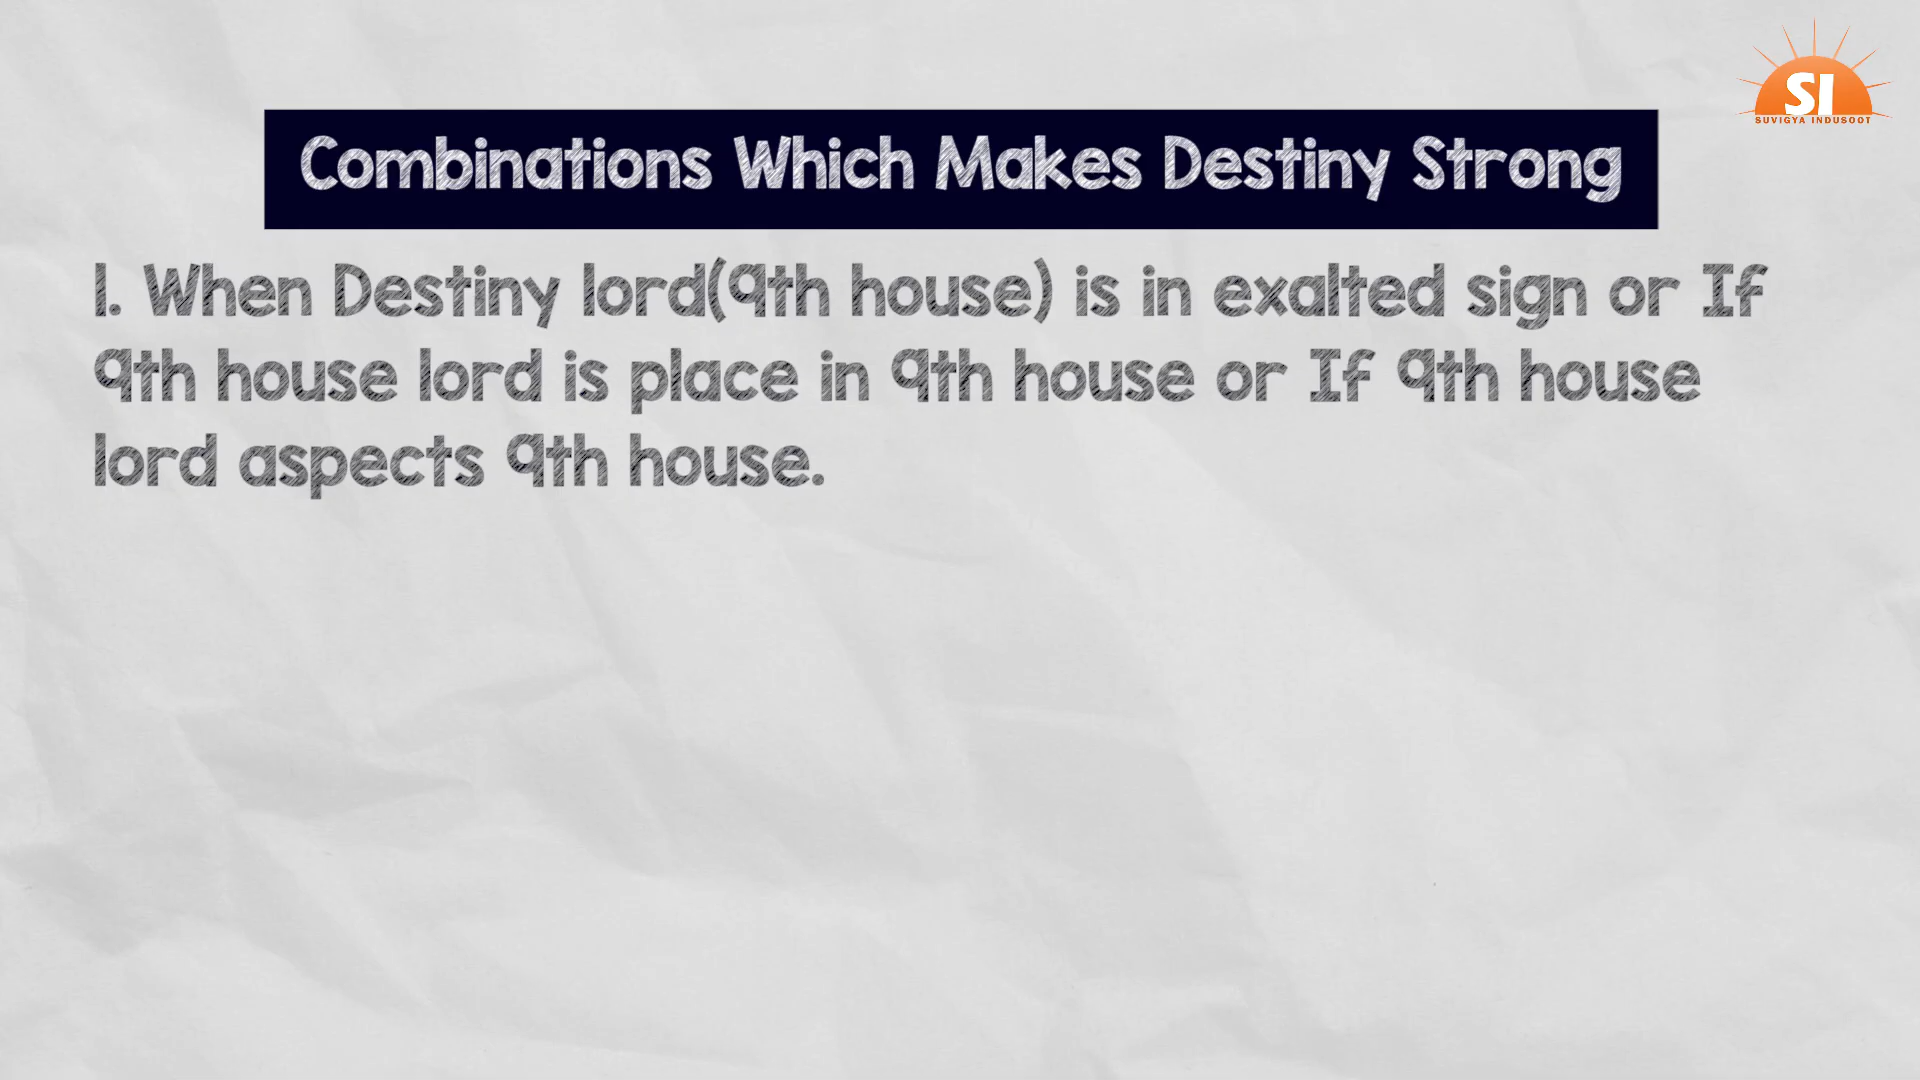 SI
SUVIGYA INDUSOOT
Combinations Which Makes Destiny Strong
1. When Destiny lord(9th house) is in exalted sign or If
9th house lord is place in 9th house or If 9th house
lord aspects 9th house.